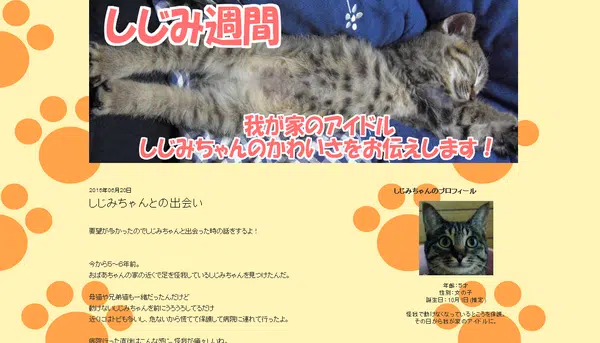 しじみ週間
我が家のアイドル
しじみちゃんのかわいさをお伝えします！
2016年06月20日
しじみちゃんとの出会い
要望が多かったのでしじみちゃんと出会った時の話をするよ！
今から5～6年前。
おばあちゃんの家の近くで足を怪我しているしじみちゃんを見つけたんだ。
母猫や兄弟猫も一緒だったんだけど
動けないしじみちゃんを前にうろうろしてるだけ
近くにはトビも多いし、危ないから慌てて保護して病院に連れて行ったよ。
しじみちゃんのプロフィール
年齢：5才
性別：女の子
誕生日：10月1日(推定)
怪我で動けなくなっているところを保護。
その日から我が家のアイドルに。